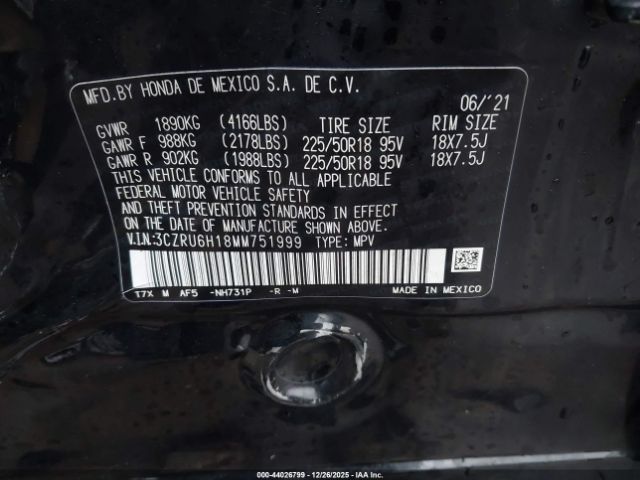 MFD.BY HONDA DE MEXICO S.A. DE C.V.
06/'21
GVWR 1890KG (4166LBS) TIRE SIZE RIM SIZE
GAWR F 988KG (2178LBS) 225/50R18 95V 18X7.5J
GAWR R 902KG (1988LBS) 225/50R18 95V 18X7.5J
THIS VEHICLE CONFORMS TO ALL APPLICABLE
FEDERAL MOTOR VEHICLE SAFETY
AND THEFT PREVENTION STANDARDS IN EFFECT
ON THE DATE OF MANUFACTURE SHOWN ABOVE.
V.I.N:3CZRU6H18MM751999 TYPE: MPV
T7X M AF5 -NH731P -R -M MADE IN MEXICO
000-44026799 - 12/26/2025 - IAAI.com